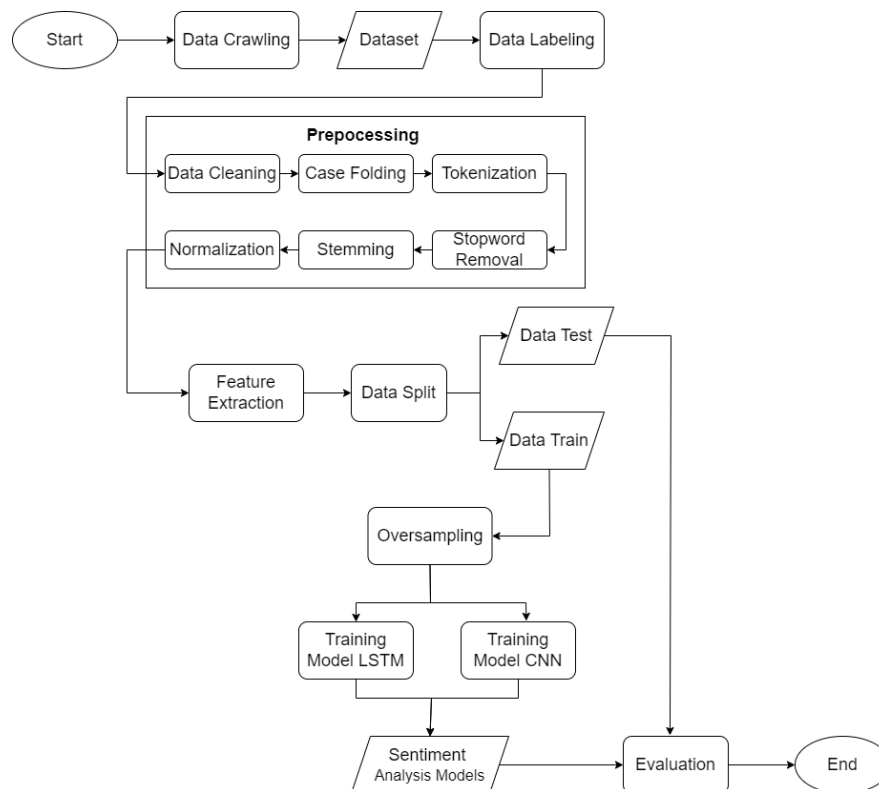 Start
Data Crawling
Dataset
Data Labeling
Prepocessing
Data Cleaning
Case Folding
Tokenization
Normalization
Stemming
Stopword
Removal
Data Test
Feature
Extraction
Data Split
Data Train
Oversampling
Training
Model LSTM
Training
Model CNN
Sentiment
Analysis Models
Evaluation
End